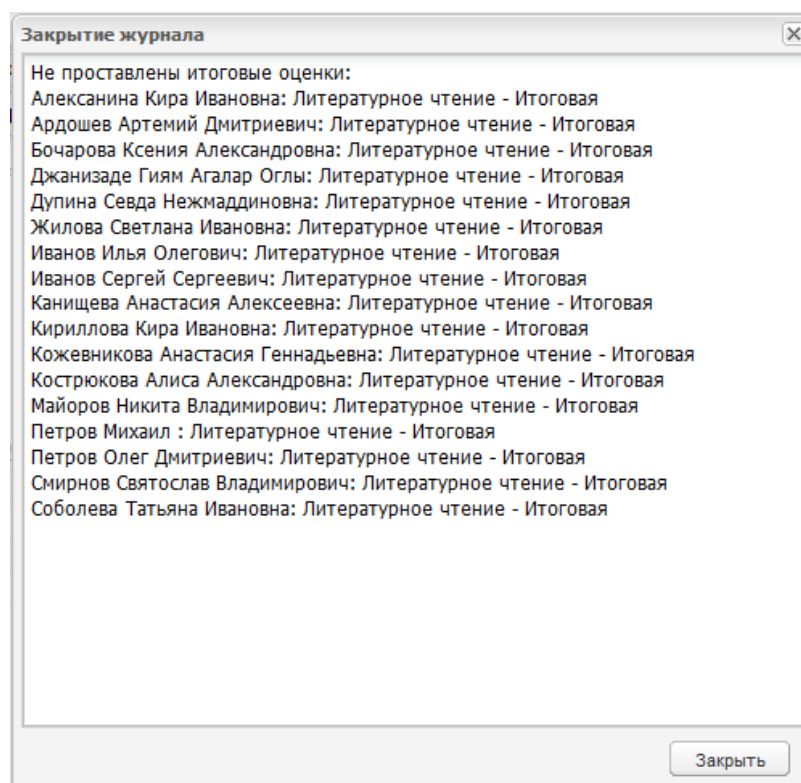 Закрытие журнала
Не проставлены итоговые оценки:
Алексанина Кира Ивановна: Литературное чтение - Итоговая
Ардошев Артемий Дмитриевич: Литературное чтение - Итоговая
Бочарова Ксения Александровна: Литературное чтение - Итоговая
Джанизаде Гиям Агалар Оглы: Литературное чтение - Итоговая
Дупина Севда Нежмаддиновна: Литературное чтение - Итоговая
Жилова Светлана Ивановна: Литературное чтение - Итоговая
Иванов Илья Олегович: Литературное чтение - Итоговая
Иванов Сергей Сергеевич: Литературное чтение - Итоговая
Канищева Анастасия Алексеевна: Литературное чтение - Итоговая
Кириллова Кира Ивановна: Литературное чтение - Итоговая
Кожевникова Анастасия Геннадьевна: Литературное чтение - Итоговая
Кострюкова Алиса Александровна: Литературное чтение - Итоговая
Майоров Никита Владимирович: Литературное чтение - Итоговая
Петров Михаил : Литературное чтение - Итоговая
Петров Олег Дмитриевич: Литературное чтение - Итоговая
Смирнов Святослав Владимирович: Литературное чтение - Итоговая
Соболева Татьяна Ивановна: Литературное чтение - Итоговая
Закрыть